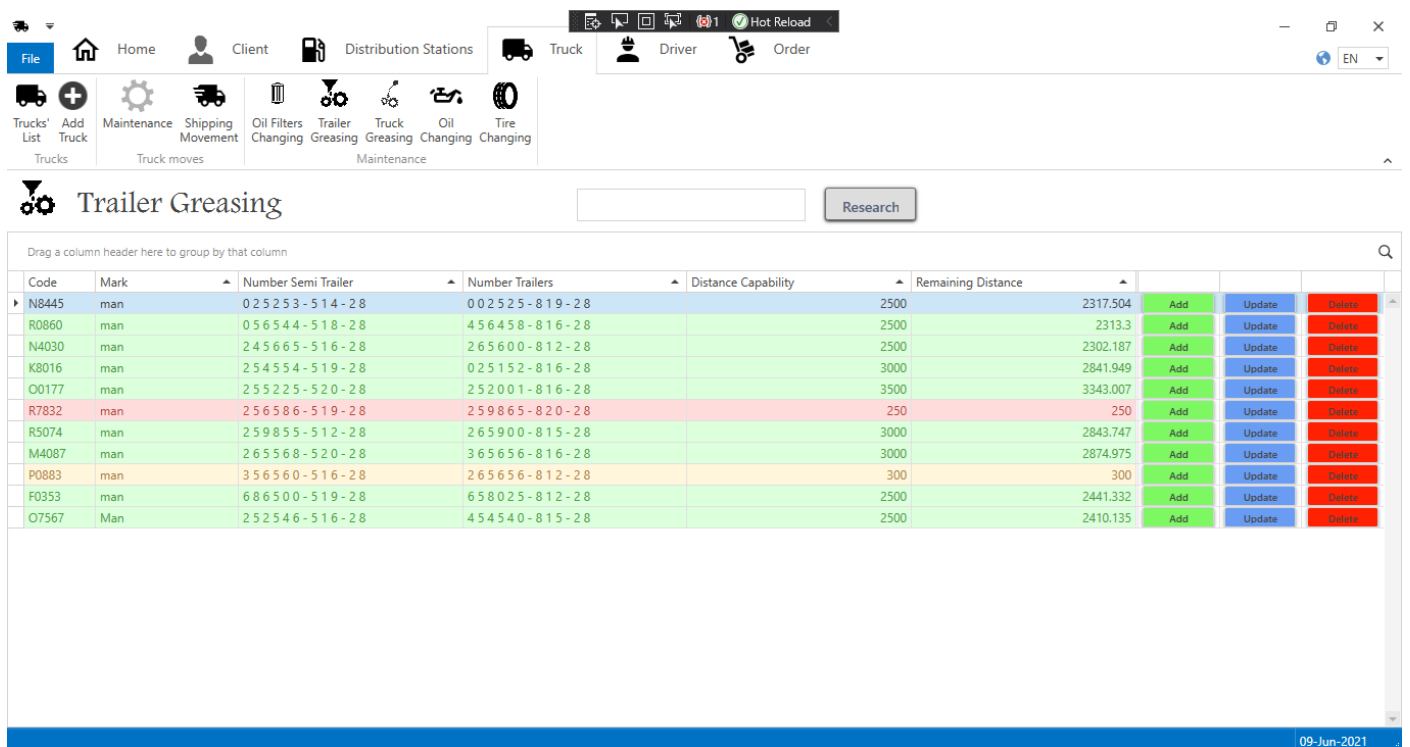 1 Hot Reload
File Home Client Distribution Stations Truck Driver Order
EN
Trucks' List Add Truck Maintenance Shipping Movement Oil Filters Changing Trailer Greasing Truck Greasing Oil Changing Tire Changing
Trucks Truck moves Maintenance
Trailer Greasing Research
Drag a column header here to group by that column
Code Mark Number Semi Trailer Number Trailers Distance Capability Remaining Distance
N8445 man 025253-514-28 002525-819-28 2500 2317.504 Add Update Delete
R0860 man 056544-518-28 456458-816-28 2500 2313.3 Add Update Delete
N4030 man 245665-516-28 265600-812-28 2500 2302.187 Add Update Delete
K8016 man 254554-519-28 025152-816-28 3000 2841.949 Add Update Delete
O0177 man 255225-520-28 252001-816-28 3500 3343.007 Add Update Delete
R7832 man 256586-519-28 259865-820-28 250 250 Add Update Delete
R5074 man 259855-512-28 265900-815-28 3000 2843.747 Add Update Delete
M4087 man 265568-520-28 365656-816-28 3000 2874.975 Add Update Delete
P0883 man 356560-516-28 265656-812-28 300 300 Add Update Delete
F0353 man 686500-519-28 658025-812-28 2500 2441.332 Add Update Delete
O7567 Man 252546-516-28 454540-815-28 2500 2410.135 Add Update Delete
09-Jun-2021